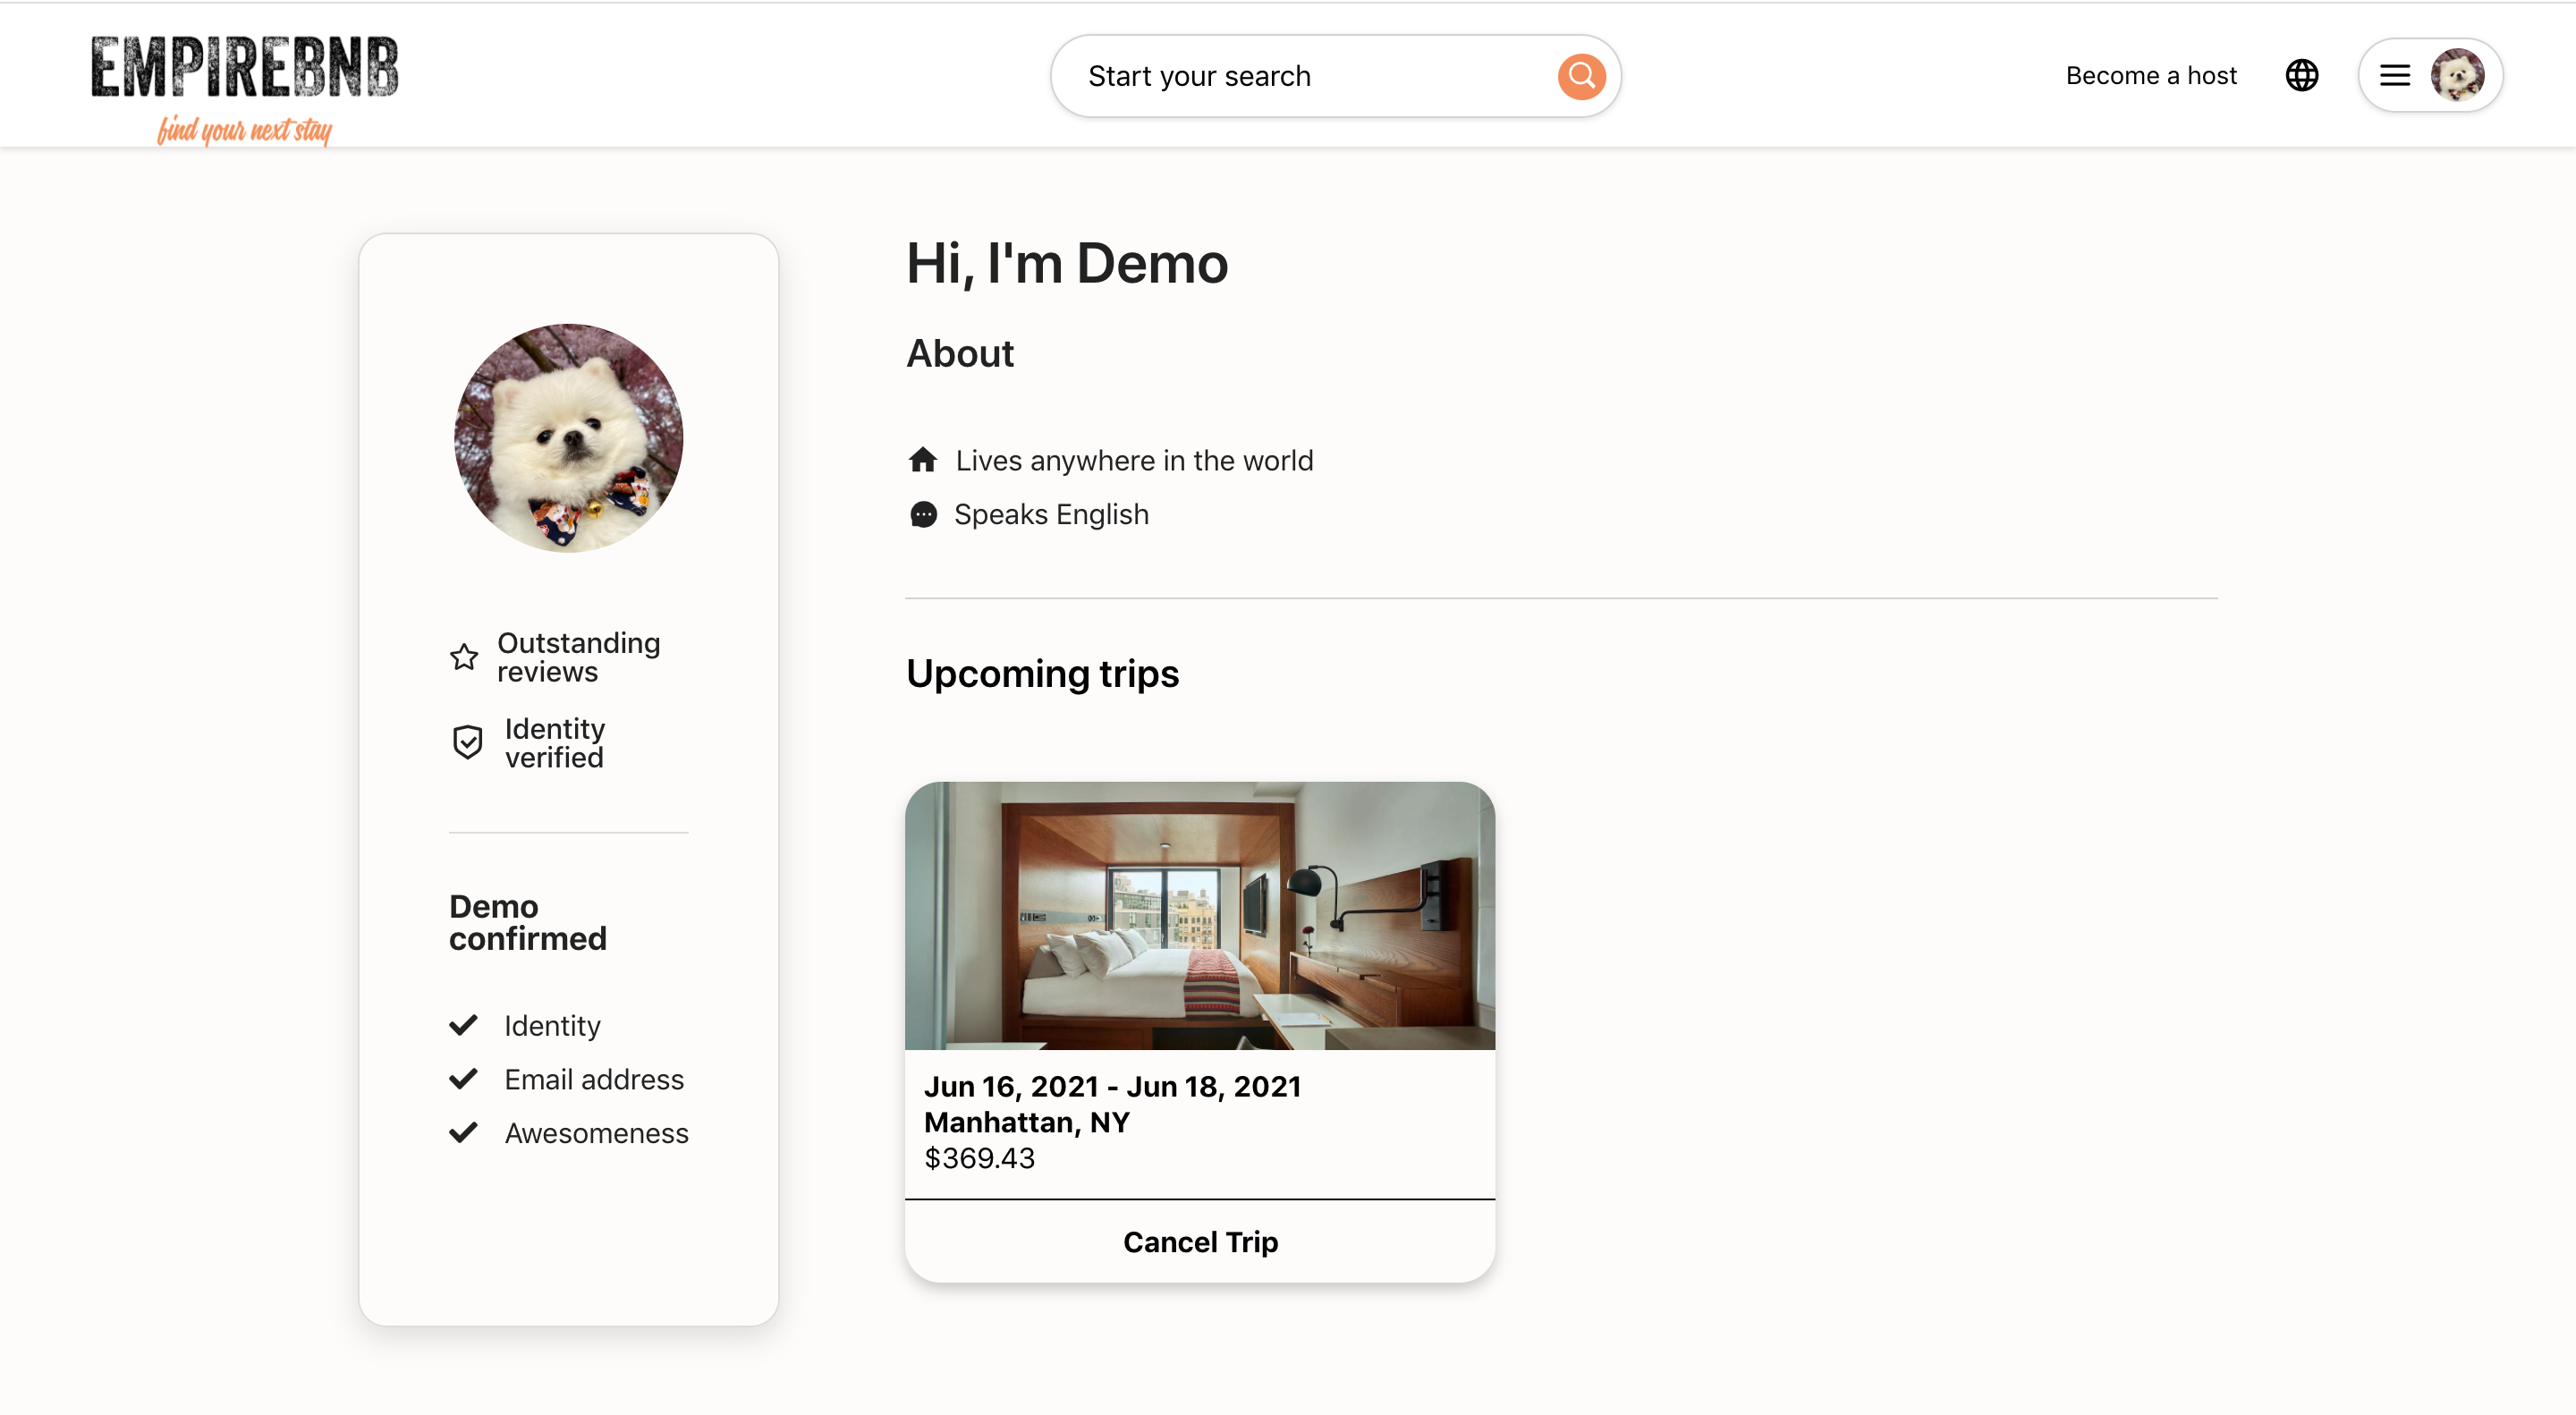 EMPIREBNB
find your next stay
Start your search
Become a host
Outstanding
reviews
Identity
verified
Demo
confirmed
Identity
Email address
Awesomeness
Hi, I'm Demo
About
Lives anywhere in the world
Speaks English
Upcoming trips
Jun 16, 2021 - Jun 18, 2021
Manhattan, NY
$369.43
Cancel Trip